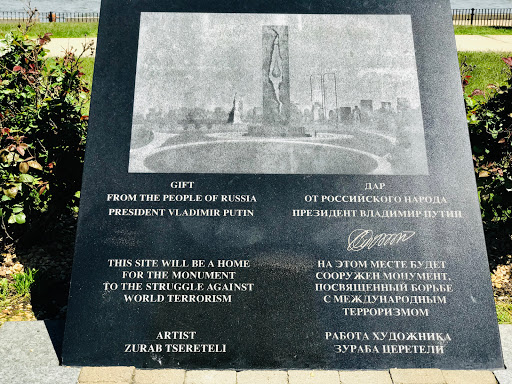 GIFT
FROM THE PEOPLE OF RUSSIA
PRESIDENT VLADIMIR PUTIN
THIS SITE WILL BE A HOME
FOR THE MONUMENT
TO THE STRUGGLE AGAINST
WORLD TERRORISM
ARTIST
ZURAB TSERETELI
ДАР
ОТ РОССИЙСКОГО НАРОДА
ПРЕЗИДЕНТ ВЛАДИМИР ПУТИН
НА ЭТОМ МЕСТЕ БУДЕТ
СООРУЖЕН МОНУМЕНТ,
ПОСВЯЩЕННЫЙ БОРЬБЕ
С МЕЖДУНАРОДНЫМ
ТЕРРОРИЗМОМ
РАБОТА ХУДОЖНИКА
ЗУРАБА ЦЕРЕТЕЛИ